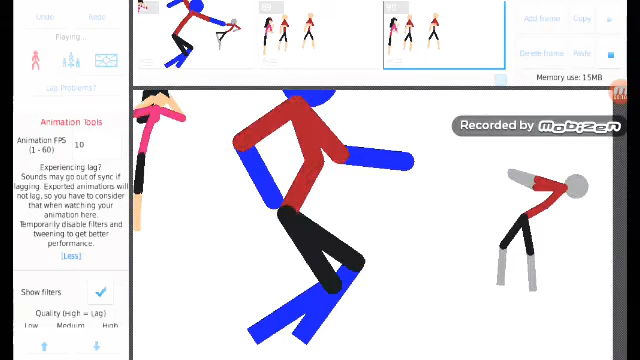 Undo Redo
Playing...
Lag Problems?
Animation Tools
Animation FPS
(1 - 60)
10
Experiencing lag?
Sounds may go out of sync if
lagging. Exported animations will
not lag, so you have to consider
that when watching your
animation here.
Temporarily disable filters and
tweening to get better
performance.
[Less]
Show filters
Quality (High = Lag)
Low Medium High
Add frame Copy
Delete frame Paste
Memory use: 15MB
Recorded by mobizen